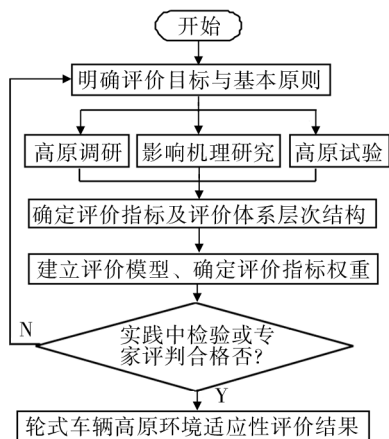 开始
明确评价目标与基本原则
高原调研
影响机理研究
高原试验
确定评价指标及评价体系层次结构
建立评价模型、确定评价指标权重
N
实践中检验或专
家评判合格否?
Y
轮式车辆高原环境适应性评价结果